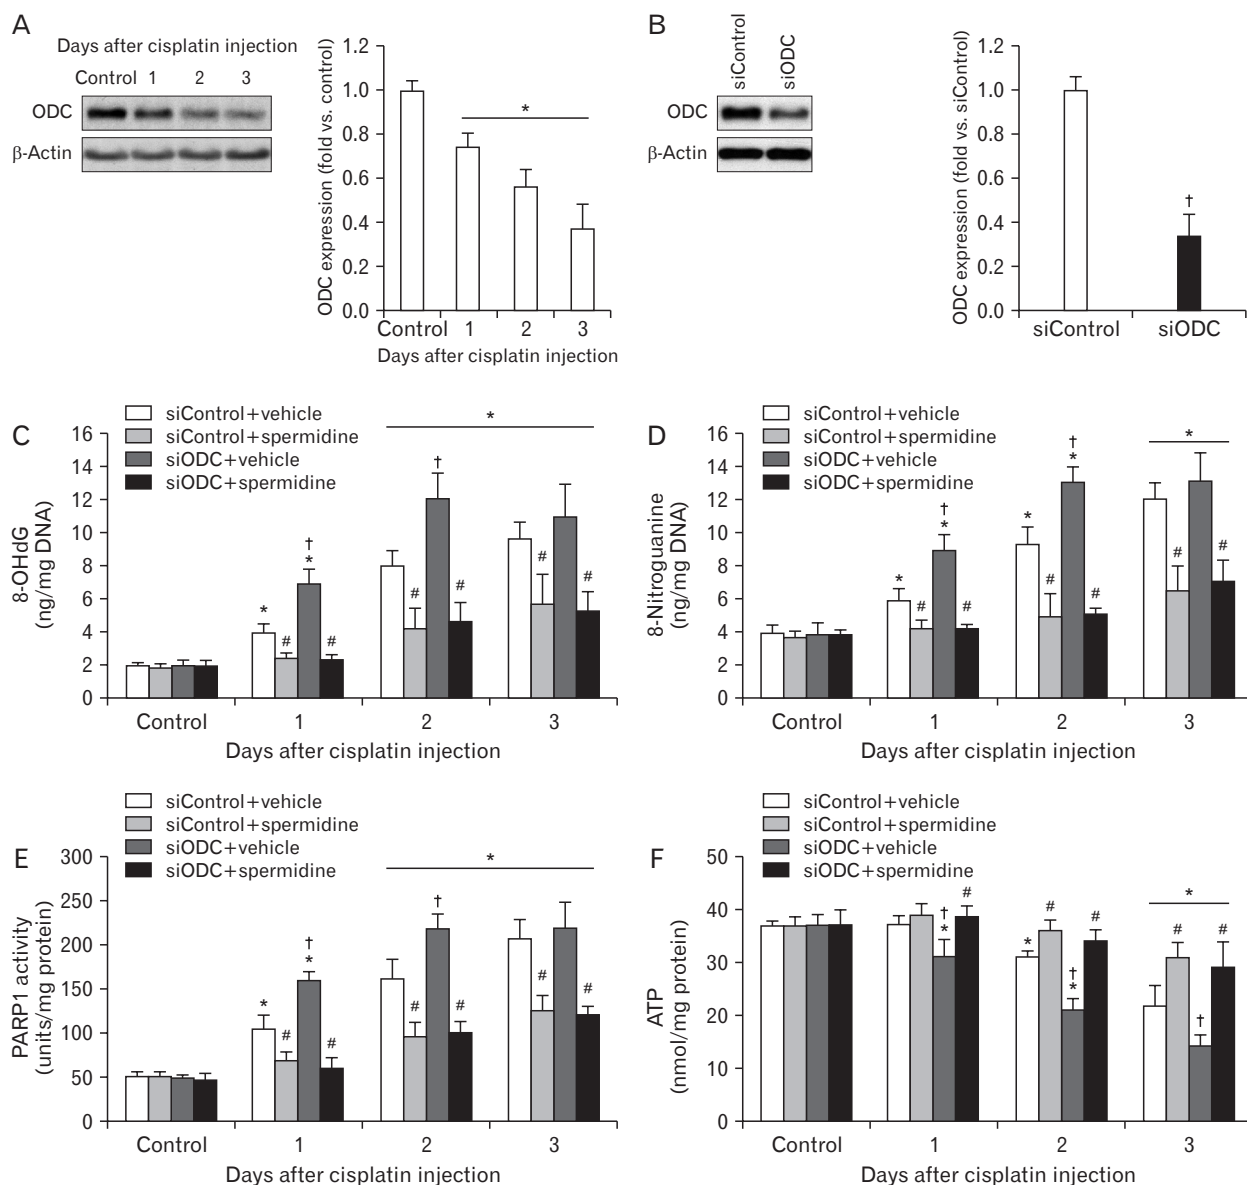 A
Days after cisplatin injection
Control 1 2 3
ODC
β-Actin
ODC expression (fold vs. control)
1.2
1.0
0.8
0.6
0.4
0.2
0.0
*
Control 1 2 3
Days after cisplatin injection
B
siControl siODC
ODC
β-Actin
ODC expression (fold vs. siControl)
1.2
1.0
0.8
0.6
0.4
0.2
0.0
†
siControl siODC
C
siControl+vehicle
siControl+spermidine
siODC+vehicle
siODC+spermidine
8-OHdG
(ng/mg DNA)
16
14
12
10
8
6
4
2
0
* # † * #
# † #
*
# #
Control 1 2 3
Days after cisplatin injection
D
siControl+vehicle
siControl+spermidine
siODC+vehicle
siODC+spermidine
8-Nitroguanine
(ng/mg DNA)
16
14
12
10
8
6
4
2
0
* # † * #
* # † * #
*
# #
Control 1 2 3
Days after cisplatin injection
E
siControl+vehicle
siControl+spermidine
siODC+vehicle
siODC+spermidine
PARP1 activity
(units/mg protein)
300
250
200
150
100
50
0
* # † * #
# † #
*
# #
Control 1 2 3
Days after cisplatin injection
F
siControl+vehicle
siControl+spermidine
siODC+vehicle
siODC+spermidine
ATP
(nmol/mg protein)
50
40
30
20
10
0
† * #
* # † * #
*
# † #
Control 1 2 3
Days after cisplatin injection